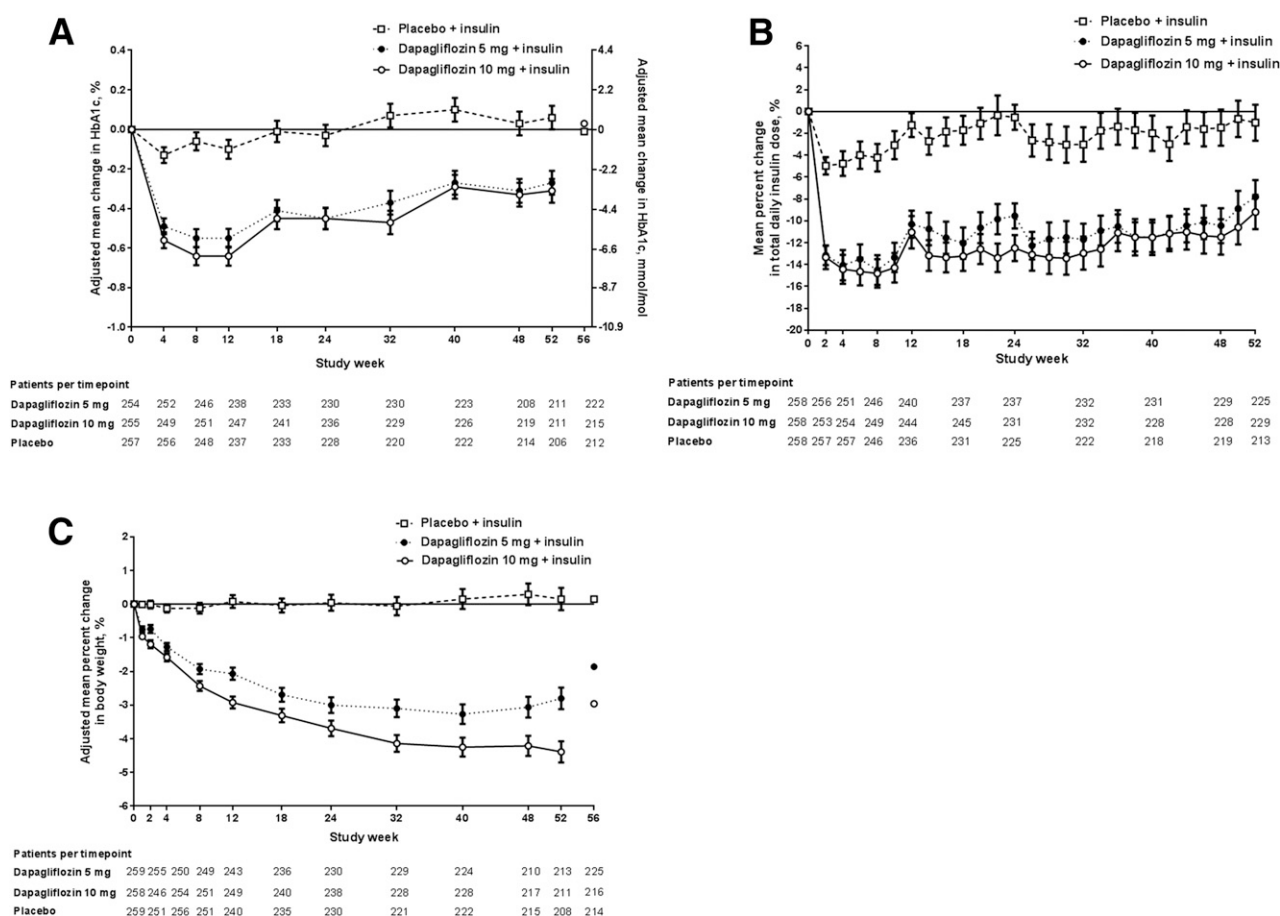 A
Placebo + insulin
Dapagliflozin 5 mg + insulin
Dapagliflozin 10 mg + insulin
Adjusted mean change in HbA1c, %
0.4
0.2
0.0
-0.2
-0.4
-0.6
-0.8
-1.0
4.4
2.2
0
-2.2
-4.4
-6.6
-8.7
-10.9
Adjusted mean change in HbA1c, mmol/mol
0 4 8 12 18 24 32 40 48 52 56
Study week
Patients per timepoint
Dapagliflozin 5 mg 254 252 246 238 233 230 230 223 208 211 222
Dapagliflozin 10 mg 255 249 251 247 241 236 229 226 219 211 215
Placebo 257 256 248 237 233 228 220 222 214 206 212
B
Placebo + insulin
Dapagliflozin 5 mg + insulin
Dapagliflozin 10 mg + insulin
Mean percent change
in total daily insulin dose, %
6
4
2
0
-2
-4
-6
-8
-10
-12
-14
-16
-18
-20
0 2 4 8 12 18 24 32 40 48 52
Study week
Patients per timepoint
Dapagliflozin 5 mg 258 256 251 246 240 237 237 232 231 229 225
Dapagliflozin 10 mg 258 253 254 249 244 245 231 232 228 228 229
Placebo 258 257 257 246 236 231 225 222 218 219 213
C
Placebo + insulin
Dapagliflozin 5 mg + insulin
Dapagliflozin 10 mg + insulin
Adjusted mean percent change
in body weight, %
2
1
0
-1
-2
-3
-4
-5
-6
0 2 4 8 12 18 24 32 40 48 52 56
Study week
Patients per timepoint
Dapagliflozin 5 mg 259 255 250 249 243 236 230 229 224 210 213 225
Dapagliflozin 10 mg 258 246 254 251 249 240 238 228 228 217 211 216
Placebo 259 251 256 251 240 235 230 221 222 215 208 214